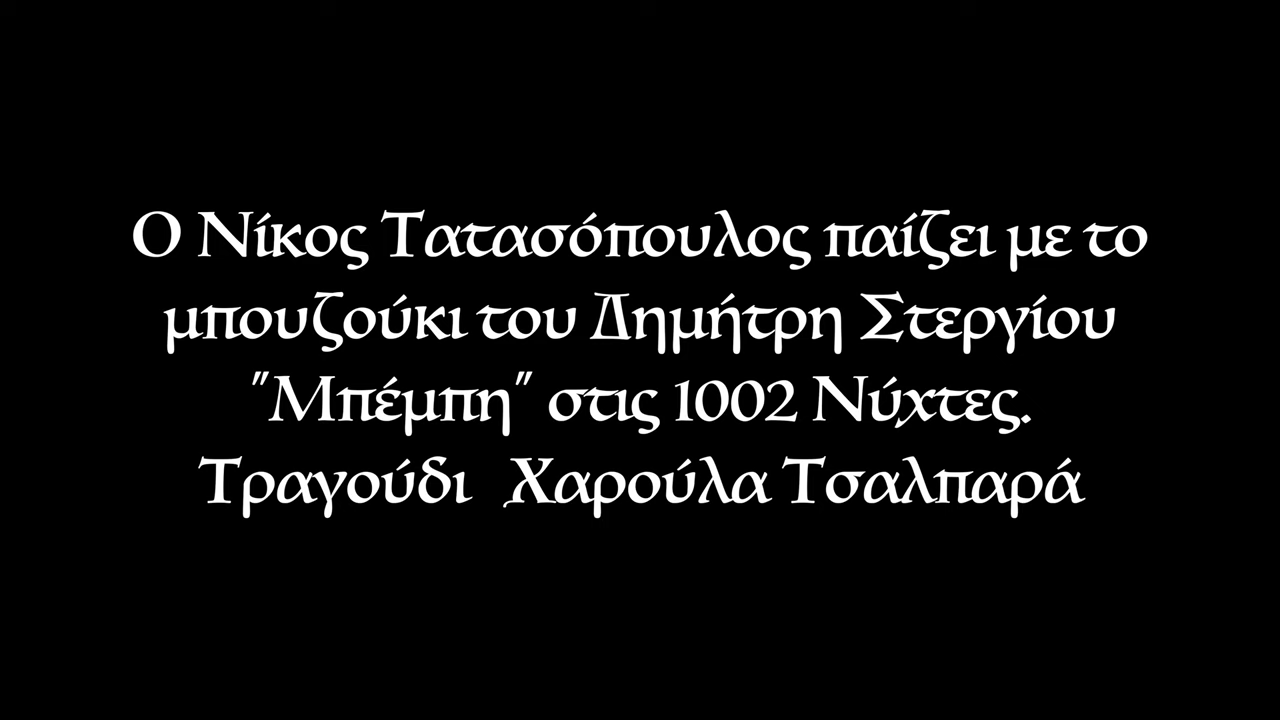 Ο Νίκος Τατασόπουλος παίζει με το
μπουζούκι του Δημήτρη Στεργίου
"Μπέμπη" στις 1002 Νύχτες.
Τραγούδι Χαρούλα Τσαλπαρά